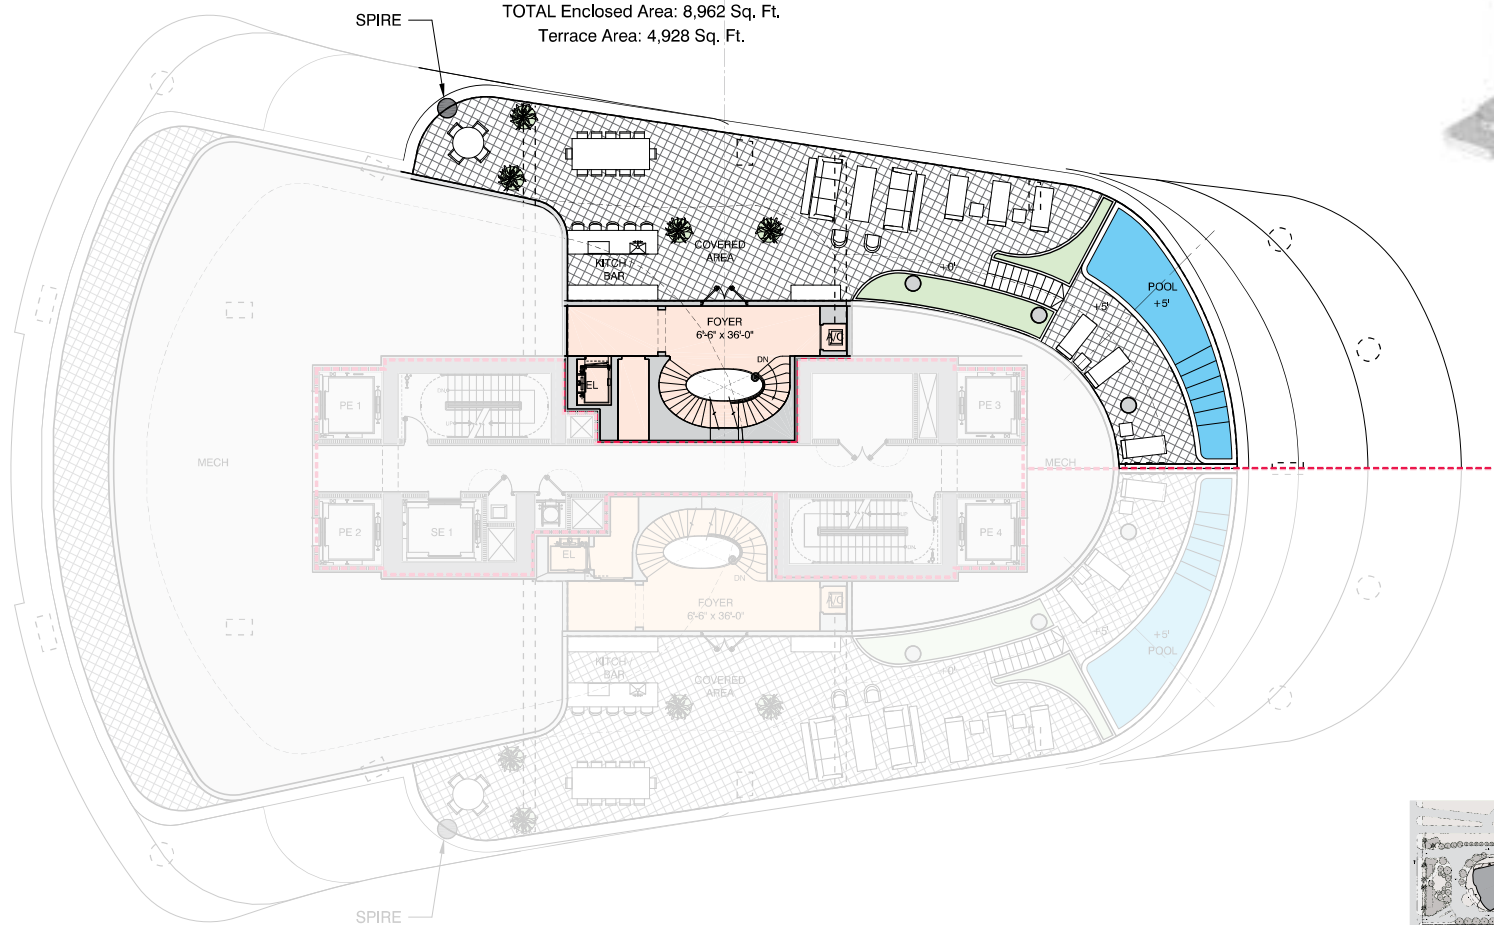 SPIRE
TOTAL Enclosed Area: 8,962 Sq. Ft.
Terrace Area: 4,928 Sq. Ft.
COVERED
AREA
KITCH /
BAR
+0'
+5'
POOL
+5'
FOYER
6'-6" x 36'-0"
A/C
DN
EL
PE 1
PE 3
MECH
MECH
PE 2
SE 1
PE 4
EL
DN
FOYER
6'-6" x 36'-0"
A/C
KITCH /
BAR
COVERED
AREA
+0'
+5'
+5'
POOL
SPIRE